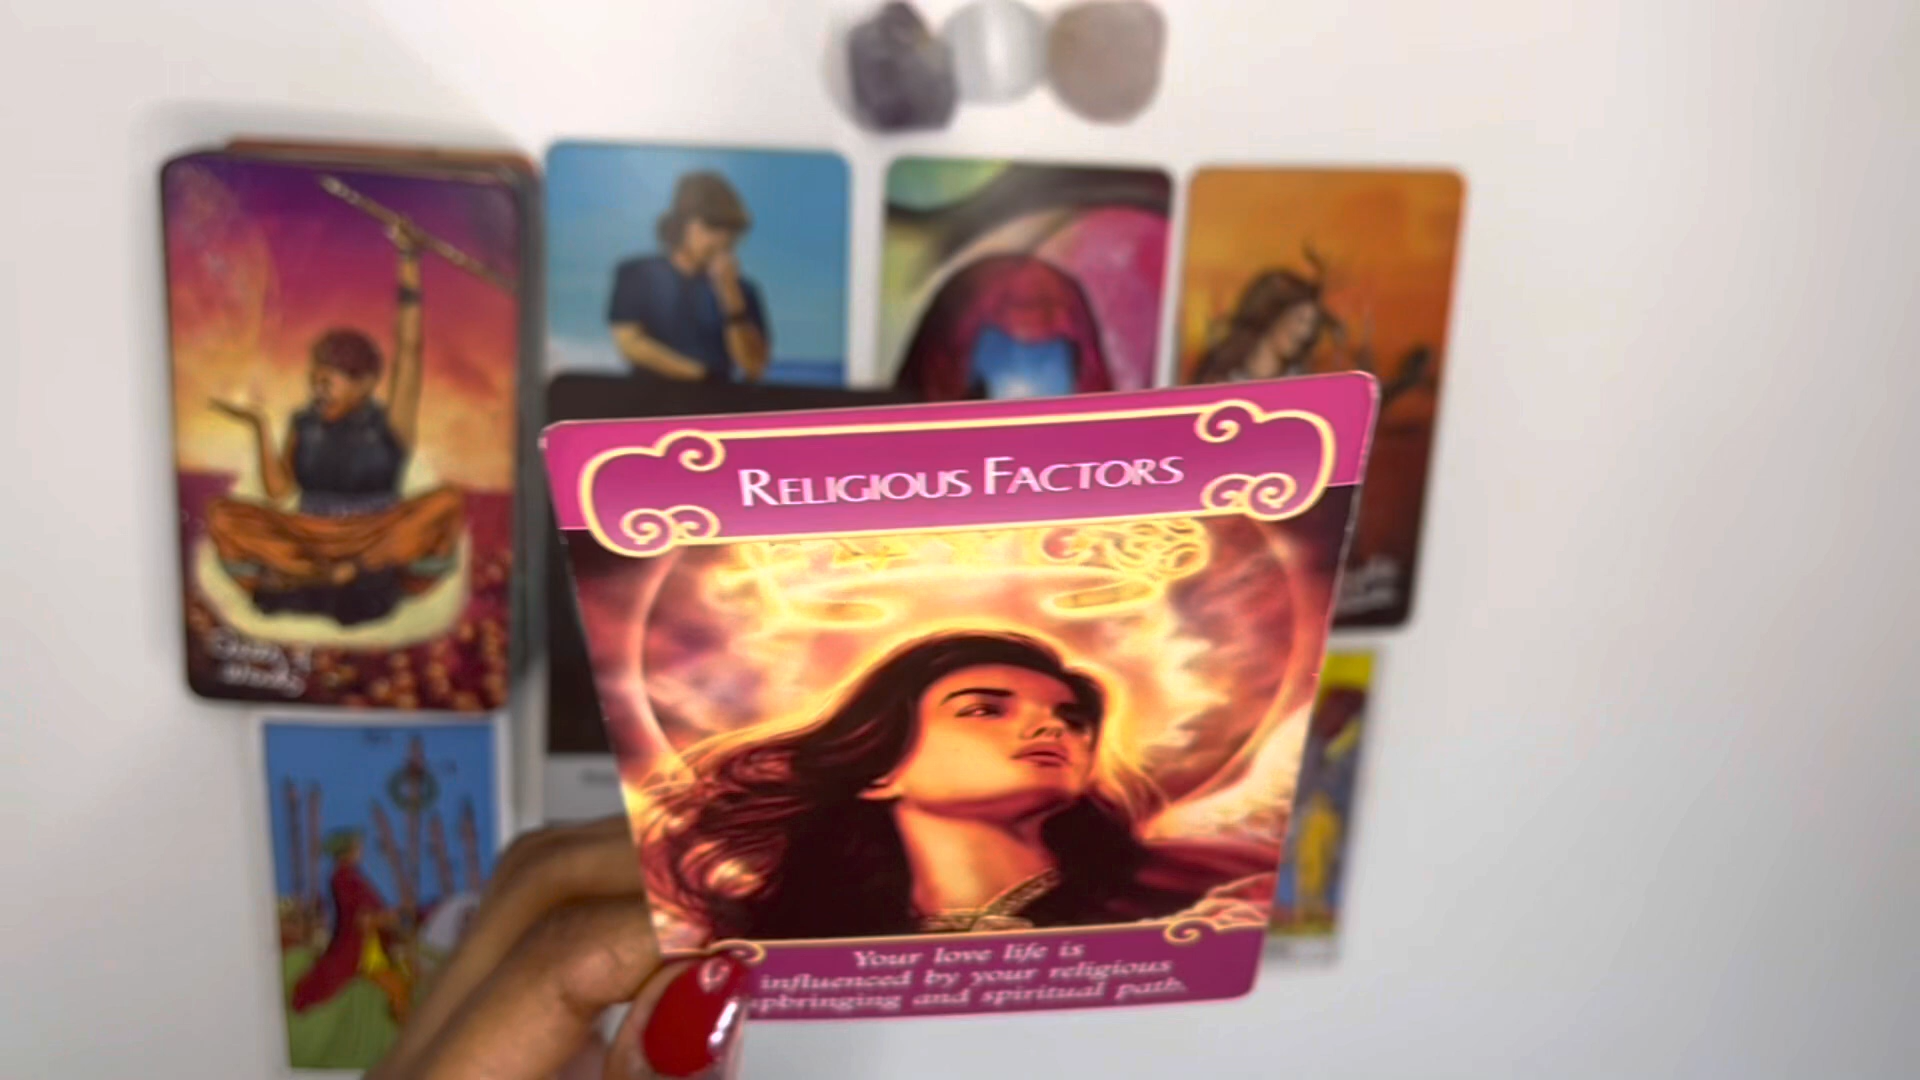 RELIGIOUS FACTORS
Your love life is
influenced by your religious
upbringing and spiritual path.